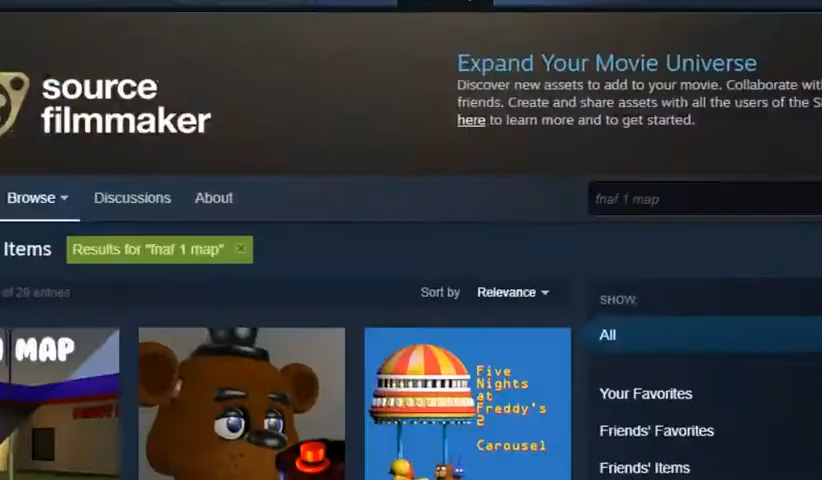 source
filmmaker
Expand Your Movie Universe
Discover new assets to add to your movie. Collaborate
friends. Create and share assets with all the users of the
here to learn more and to get started.
Browse
Discussions
About
fnaf 1 map
Items
Results for "fnaf 1 map" ×
of 29 entries
Sort by
Relevance
SHOW:
All
MAP
Five
Nights
at
Freddy's
2
Carousel
Your Favorites
Friends' Favorites
Friends' Items